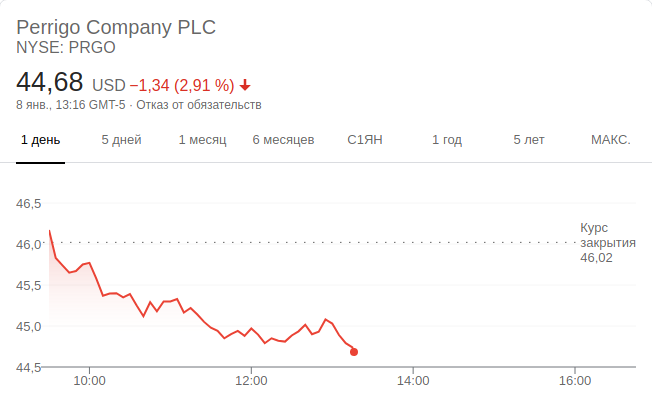 Perrigo Company PLC
NYSE: PRGO
44,68 USD −1,34 (2,91 %)
8 янв., 13:16 GMT-5 · Отказ от обязательств
1 день 5 дней 1 месяц 6 месяцев С1ЯН 1 год 5 лет МАКС.
46,5
46,0
45,5
45,0
44,5
Курс
закрытия
46,02
10:00 12:00 14:00 16:00